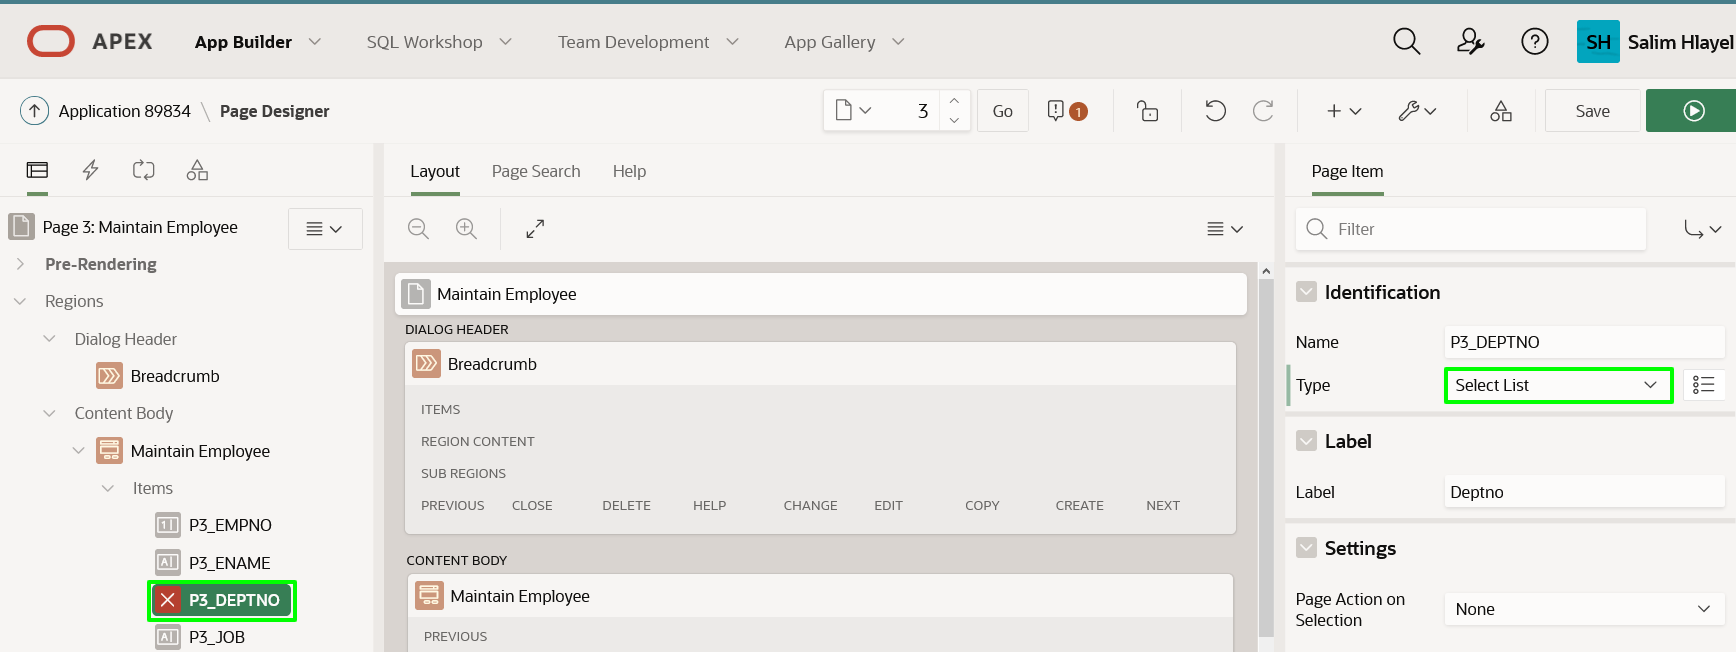 APEX
App Builder
SQL Workshop
Team Development
App Gallery
SH
Salim Hlayel
Application 89834 \ Page Designer
3
Go
1
Save
Page 3: Maintain Employee
Pre-Rendering
Regions
Dialog Header
Breadcrumb
Content Body
Maintain Employee
Items
P3_EMPNO
P3_ENAME
P3_DEPTNO
P3_JOB
Layout
Page Search
Help
Maintain Employee
DIALOG HEADER
Breadcrumb
ITEMS
REGION CONTENT
SUB REGIONS
PREVIOUS CLOSE DELETE HELP CHANGE EDIT COPY CREATE NEXT
CONTENT BODY
Maintain Employee
PREVIOUS
Page Item
Filter
Identification
Name P3_DEPTNO
Type Select List
Label
Label Deptno
Settings
Page Action on
Selection
None